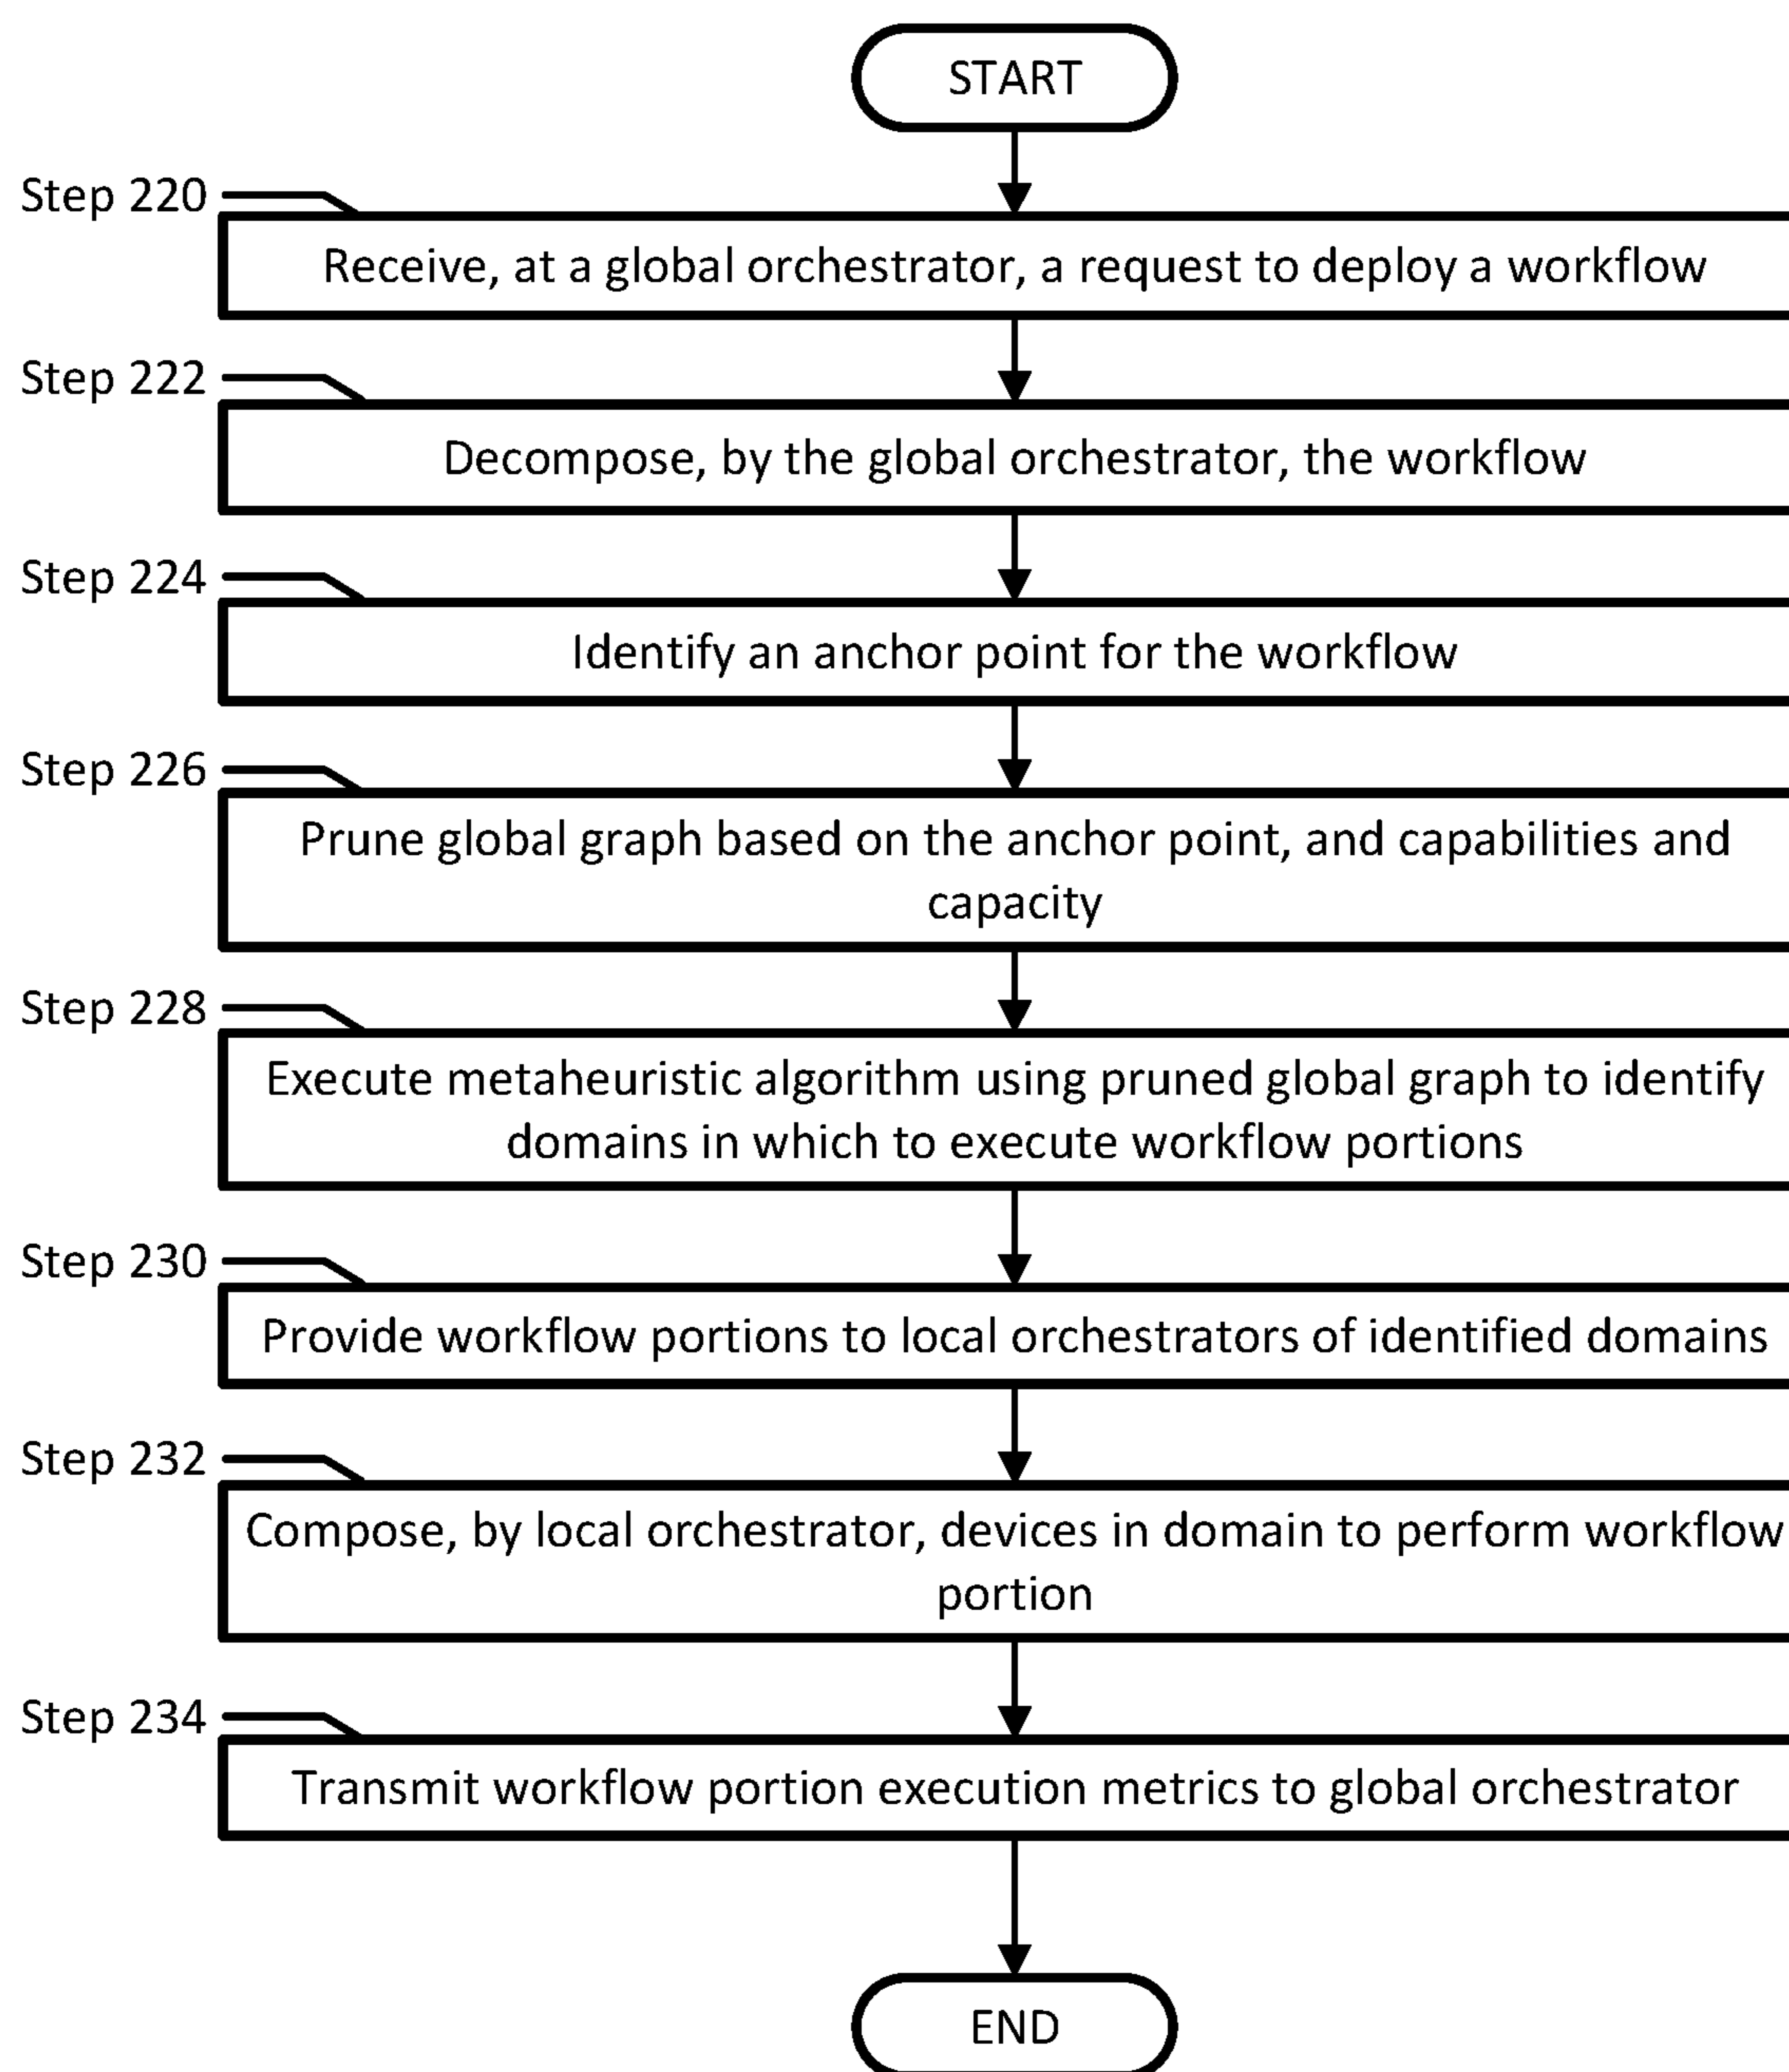 START
Step 220
Receive, at a global orchestrator, a request to deploy a workflow
Step 222
Decompose, by the global orchestrator, the workflow
Step 224
Identify an anchor point for the workflow
Step 226
Prune global graph based on the anchor point, and capabilities and
capacity
Step 228
Execute metaheuristic algorithm using pruned global graph to identify
domains in which to execute workflow portions
Step 230
Provide workflow portions to local orchestrators of identified domains
Step 232
Compose, by local orchestrator, devices in domain to perform workflow
portion
Step 234
Transmit workflow portion execution metrics to global orchestrator
END